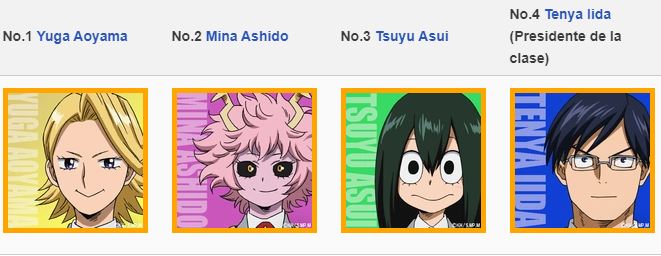 No.1 Yuga Aoyama
No.2 Mina Ashido
No.3 Tsuyu Asui
No.4 Tenya Iida
(Presidente de la
clase)
YUGA AOYAMA
MINA ASHIDO
TSUYU ASUI
TENYA IIDA